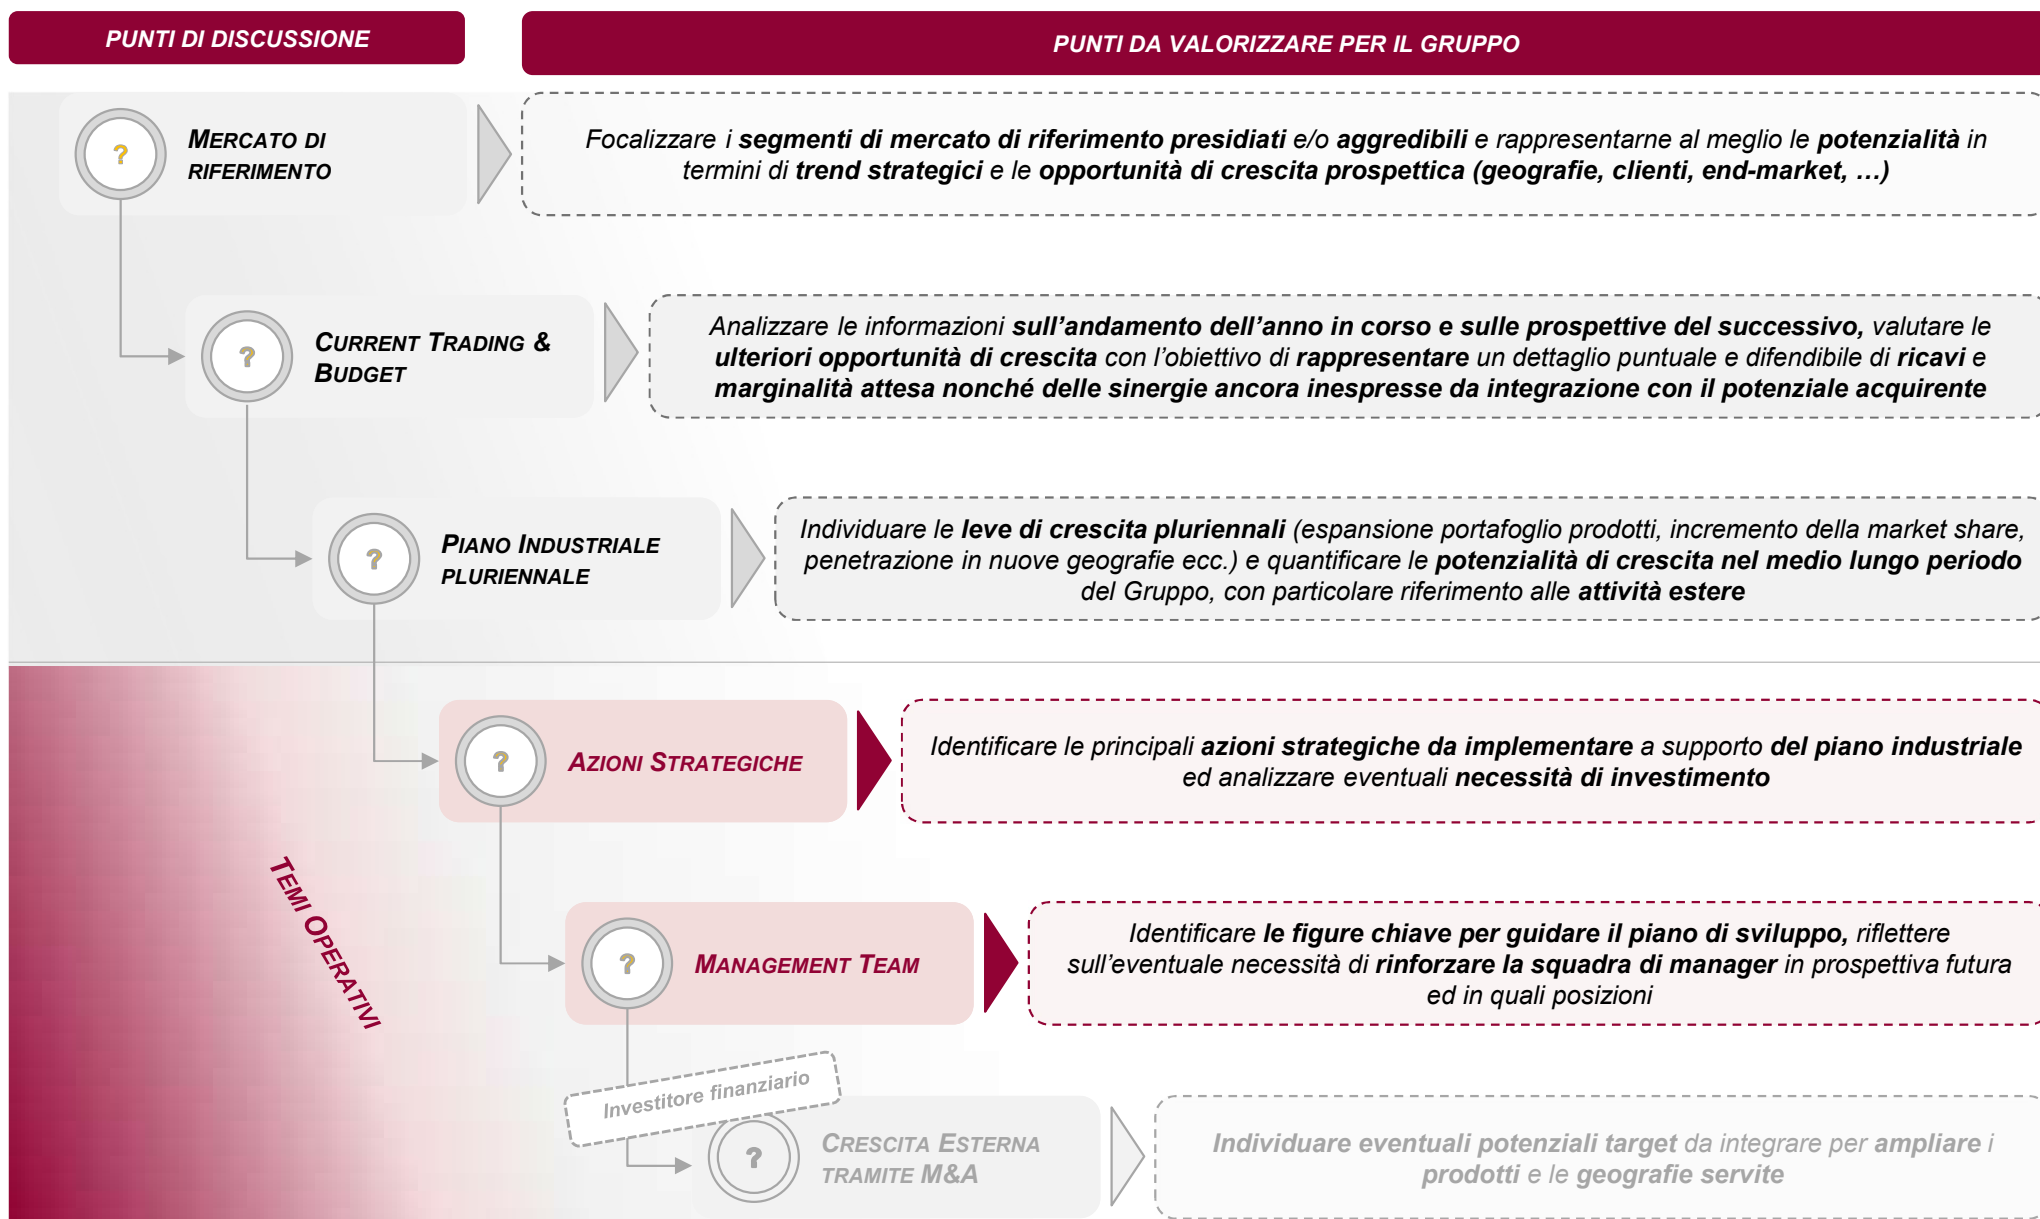 PUNTI DI DISCUSSIONE
PUNTI DA VALORIZZARE PER IL GRUPPO
?
MERCATO DI
RIFERIMENTO
Focalizzare i segmenti di mercato di riferimento presidiati e/o aggredibili e rappresentarne al meglio le potenzialità in
termini di trend strategici e le opportunità di crescita prospettica (geografie, clienti, end-market, …)
?
CURRENT TRADING &
BUDGET
Analizzare le informazioni sull’andamento dell’anno in corso e sulle prospettive del successivo, valutare le
ulteriori opportunità di crescita con l’obiettivo di rappresentare un dettaglio puntuale e difendibile di ricavi e
marginalità attesa nonché delle sinergie ancora inespresse da integrazione con il potenziale acquirente
?
PIANO INDUSTRIALE
PLURIENNALE
Individuare le leve di crescita pluriennali (espansione portafoglio prodotti, incremento della market share,
penetrazione in nuove geografie ecc.) e quantificare le potenzialità di crescita nel medio lungo periodo
del Gruppo, con particolare riferimento alle attività estere
?
AZIONI STRATEGICHE
Identificare le principali azioni strategiche da implementare a supporto del piano industriale
ed analizzare eventuali necessità di investimento
TEMI OPERATIVI
?
MANAGEMENT TEAM
Identificare le figure chiave per guidare il piano di sviluppo, riflettere
sull’eventuale necessità di rinforzare la squadra di manager in prospettiva futura
ed in quali posizioni
Investitore finanziario
?
CRESCITA ESTERNA
TRAMITE M&A
Individuare eventuali potenziali target da integrare per ampliare i
prodotti e le geografie servite